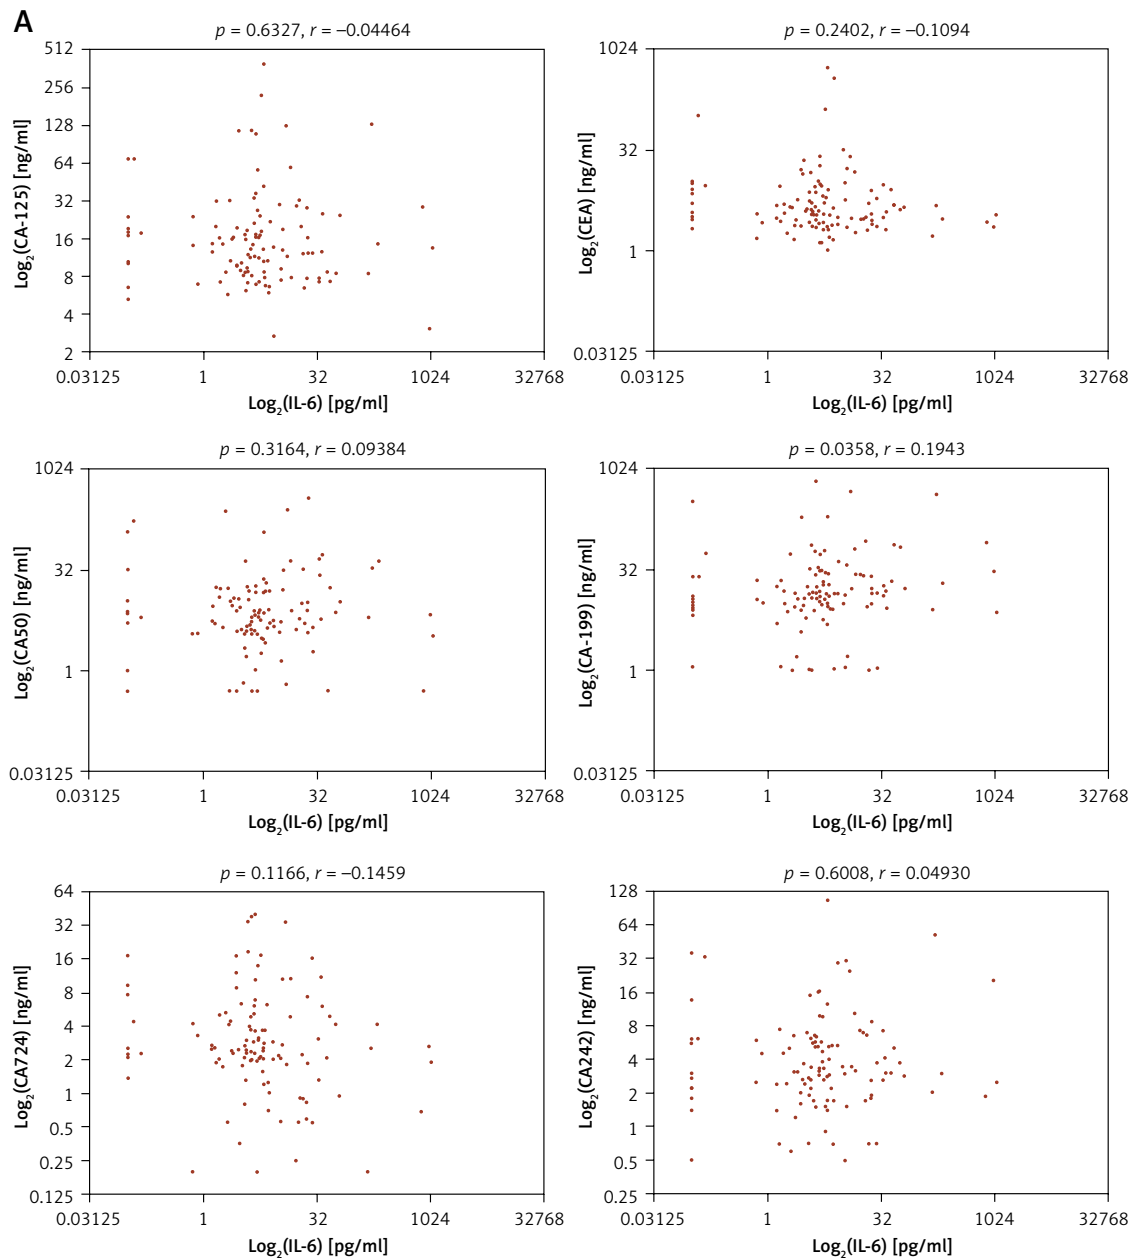 A
p = 0.6327, r = –0.04464
512
256
128
64
32
16
8
4
2
Log₂(CA-125) [ng/ml]
0.03125 1 32 1024 32768
Log₂(IL-6) [pg/ml]
p = 0.2402, r = –0.1094
1024
32
1
0.03125
Log₂(CEA) [ng/ml]
0.03125 1 32 1024 32768
Log₂(IL-6) [pg/ml]
p = 0.3164, r = 0.09384
1024
32
1
0.03125
Log₂(CA50) [ng/ml]
0.03125 1 32 1024 32768
Log₂(IL-6) [pg/ml]
p = 0.0358, r = 0.1943
1024
32
1
0.03125
Log₂(CA-199) [ng/ml]
0.03125 1 32 1024 32768
Log₂(IL-6) [pg/ml]
p = 0.1166, r = –0.1459
64
32
16
8
4
2
1
0.5
0.25
0.125
Log₂(CA724) [ng/ml]
0.03125 1 32 1024 32768
Log₂(IL-6) [pg/ml]
p = 0.6008, r = 0.04930
128
64
32
16
8
4
2
1
0.5
0.25
Log₂(CA242) [ng/ml]
0.03125 1 32 1024 32768
Log₂(IL-6) [pg/ml]